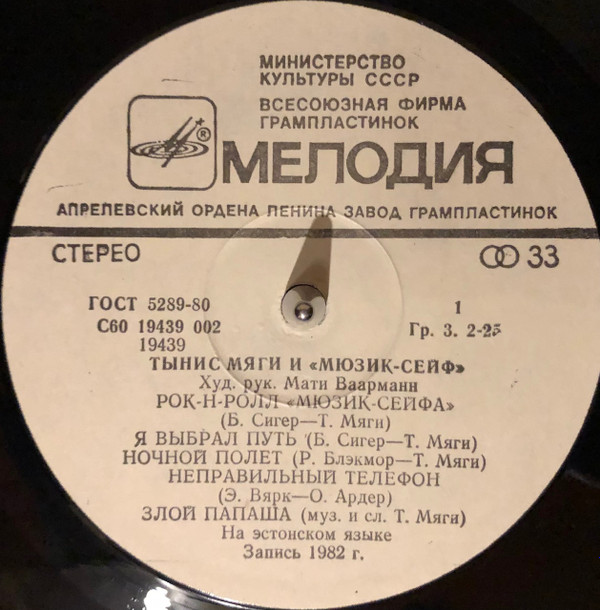 МИНИСТЕРСТВО
КУЛЬТУРЫ СССР
ВСЕСОЮЗНАЯ ФИРМА
ГРАМПЛАСТИНОК
®
МЕЛОДИЯ
АПРЕЛЕВСКИЙ ОРДЕНА ЛЕНИНА ЗАВОД ГРАМПЛАСТИНОК
СТЕРЕО
33
ГОСТ 5289-80
С60 19439 002
19439
1
Гр. 3. 2-25
ТЫНИС МЯГИ И «МЮЗИК-СЕЙФ»
Худ. рук. Мати Ваарманн
РОК-Н-РОЛЛ «МЮЗИК-СЕЙФА»
(Б. Сигер—Т. Мяги)
Я ВЫБРАЛ ПУТЬ (Б. Сигер—Т. Мяги)
НОЧНОЙ ПОЛЕТ (Р. Блэкмор—Т. Мяги)
НЕПРАВИЛЬНЫЙ ТЕЛЕФОН
(Э. Вярк—О. Ардер)
ЗЛОЙ ПАПАША (муз. и сл. Т. Мяги)
На эстонском языке
Запись 1982 г.